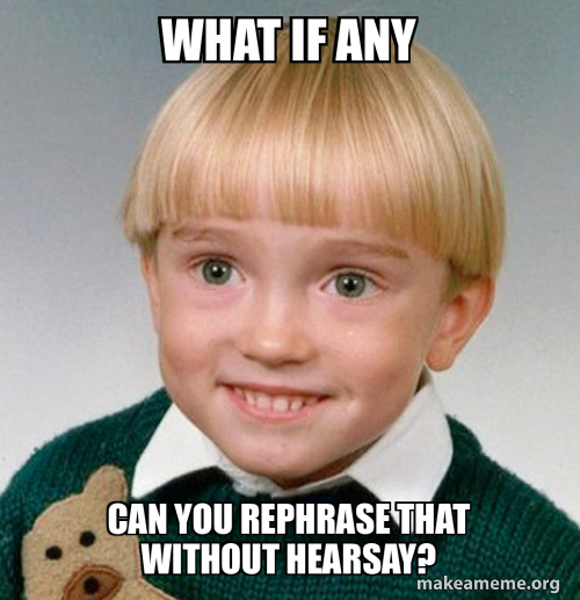 WHAT IF ANY
CAN YOU REPHRASE THAT
WITHOUT HEARSAY?
makeameme.org